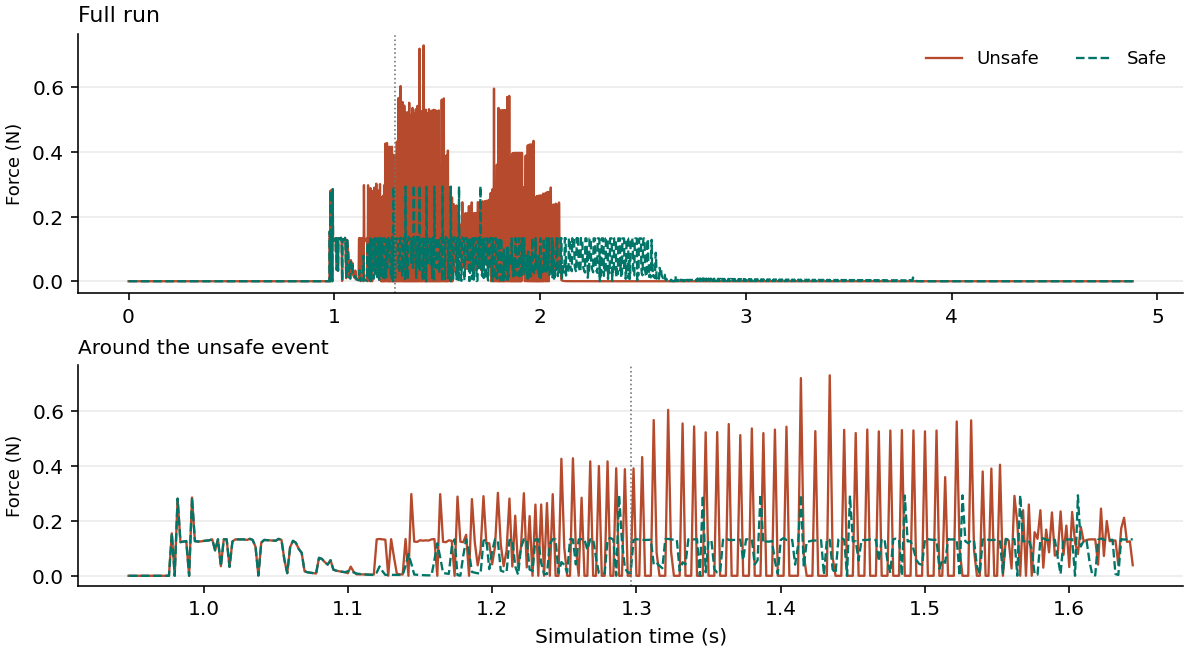 Full run
Unsafe Safe
Force (N)
0.6
0.4
0.2
0.0
0 1 2 3 4 5
Around the unsafe event
Force (N)
0.6
0.4
0.2
0.0
1.0 1.1 1.2 1.3 1.4 1.5 1.6
Simulation time (s)